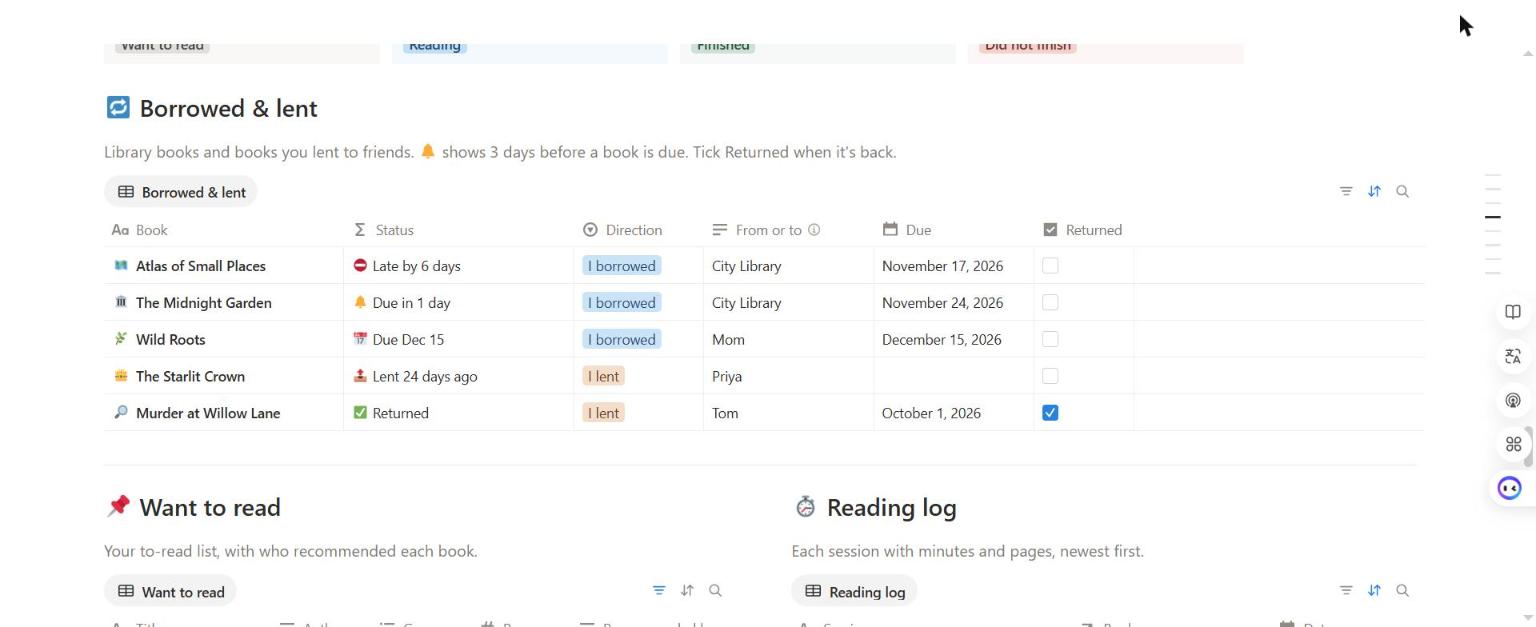 Want to read Reading Finished Did not finish
Borrowed & lent
Library books and books you lent to friends. 🔔 shows 3 days before a book is due. Tick Returned when it's back.
Borrowed & lent
Aa Book Σ Status Direction From or to Due Returned
Atlas of Small Places Late by 6 days I borrowed City Library November 17, 2026
The Midnight Garden Due in 1 day I borrowed City Library November 24, 2026
Wild Roots Due Dec 15 I borrowed Mom December 15, 2026
The Starlit Crown Lent 24 days ago I lent Priya
Murder at Willow Lane Returned I lent Tom October 1, 2026
Want to read Reading log
Your to-read list, with who recommended each book. Each session with minutes and pages, newest first.
Want to read Reading log